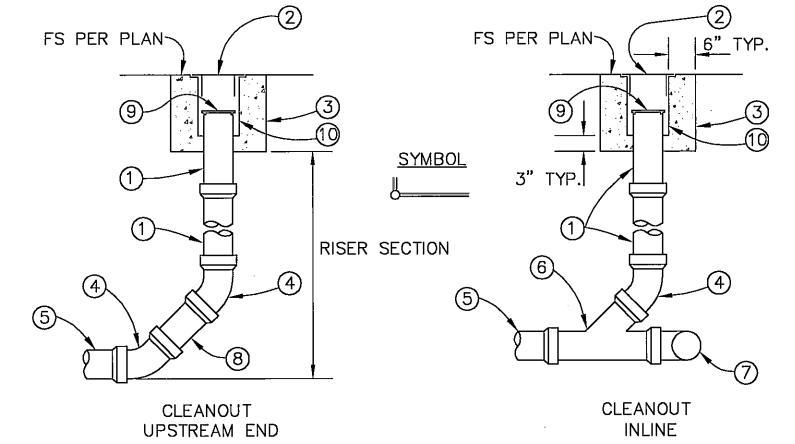 2
FS PER PLAN
9
3
10
1
SYMBOL
1
RISER SECTION
4
4
5
8
CLEANOUT
UPSTREAM END
2
6" TYP.
FS PER PLAN
9
3
10
3" TYP.
1
6
4
5
7
CLEANOUT
INLINE